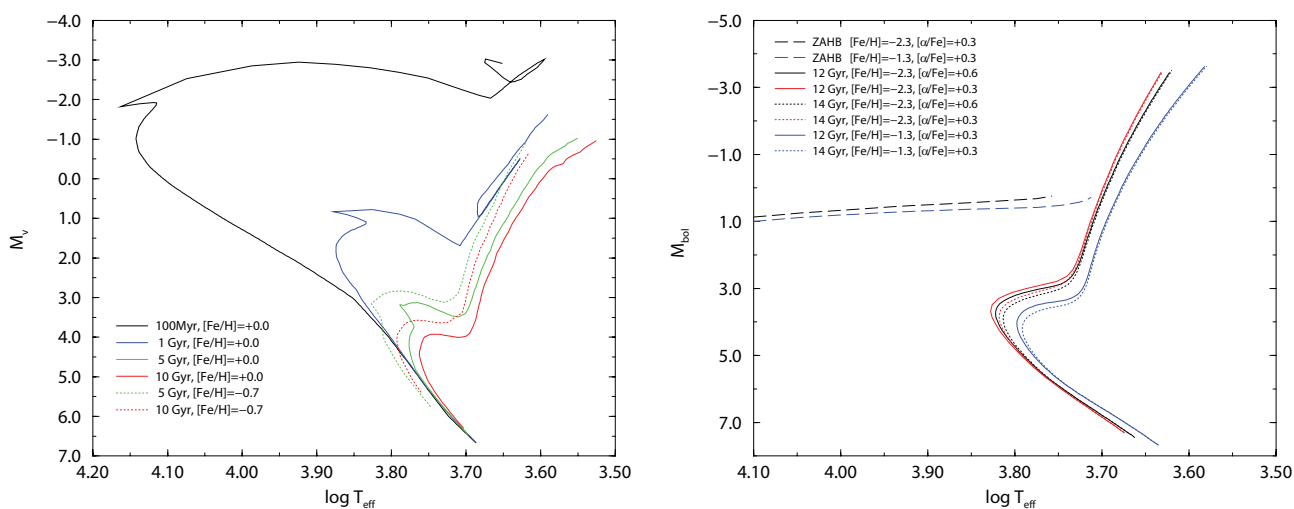 −4.0
−3.0
−2.0
−1.0
0.0
1.0
2.0
3.0
4.0
5.0
6.0
7.0
M_v
100Myr, [Fe/H]=+0.0
1 Gyr, [Fe/H]=+0.0
5 Gyr, [Fe/H]=+0.0
10 Gyr, [Fe/H]=+0.0
5 Gyr, [Fe/H]=−0.7
10 Gyr, [Fe/H]=−0.7
4.20 4.10 4.00 3.90 3.80 3.70 3.60 3.50
log T_eff
−5.0
−3.0
−1.0
1.0
3.0
5.0
7.0
M_bol
ZAHB [Fe/H]=−2.3, [α/Fe]=+0.3
ZAHB [Fe/H]=−1.3, [α/Fe]=+0.3
12 Gyr, [Fe/H]=−2.3, [α/Fe]=+0.6
12 Gyr, [Fe/H]=−2.3, [α/Fe]=+0.3
14 Gyr, [Fe/H]=−2.3, [α/Fe]=+0.6
14 Gyr, [Fe/H]=−2.3, [α/Fe]=+0.3
12 Gyr, [Fe/H]=−1.3, [α/Fe]=+0.3
14 Gyr, [Fe/H]=−1.3, [α/Fe]=+0.3
4.10 4.00 3.90 3.80 3.70 3.60 3.50
log T_eff